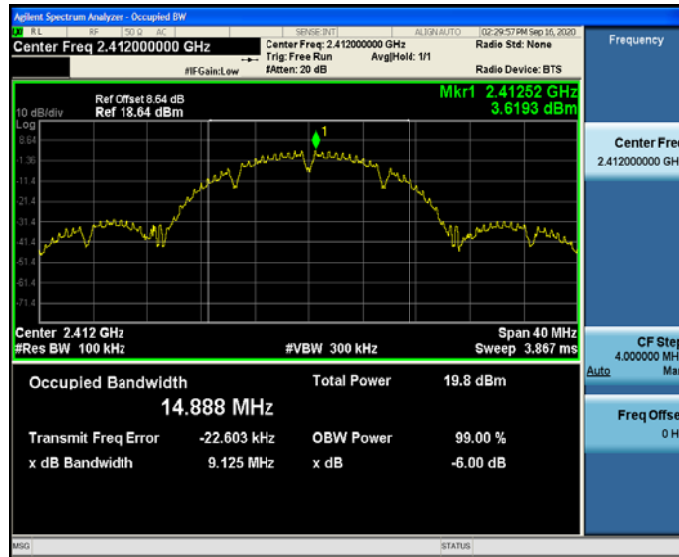 Agilent Spectrum Analyzer - Occupied BW
RL RF 50 Ω AC SENSE:INT ALIGN AUTO 02:29:57 PM Sep 16, 2020
Center Freq 2.412000000 GHz
Center Freq: 2.412000000 GHz
Radio Std: None
Trig: Free Run Avg|Hold: 1/1
#IFGain:Low
#Atten: 20 dB
Radio Device: BTS
Frequency
Ref Offset 8.64 dB
Mkr1 2.41252 GHz
10 dB/div
Ref 18.64 dBm
3.6193 dBm
Log
1
8.64
-1.36
-11.4
-21.4
-31.4
-41.4
-51.4
-61.4
-71.4
Center Fre
2.412000000 GH
Center 2.412 GHz
Span 40 MHz
#Res BW 100 kHz
#VBW 300 kHz
Sweep 3.867 ms
CF Step
4.000000 MH
Auto Ma
Freq Offse
0 H
Occupied Bandwidth
Total Power 19.8 dBm
14.888 MHz
Transmit Freq Error -22.603 kHz
OBW Power 99.00 %
x dB Bandwidth 9.125 MHz
x dB -6.00 dB
MSG STATUS